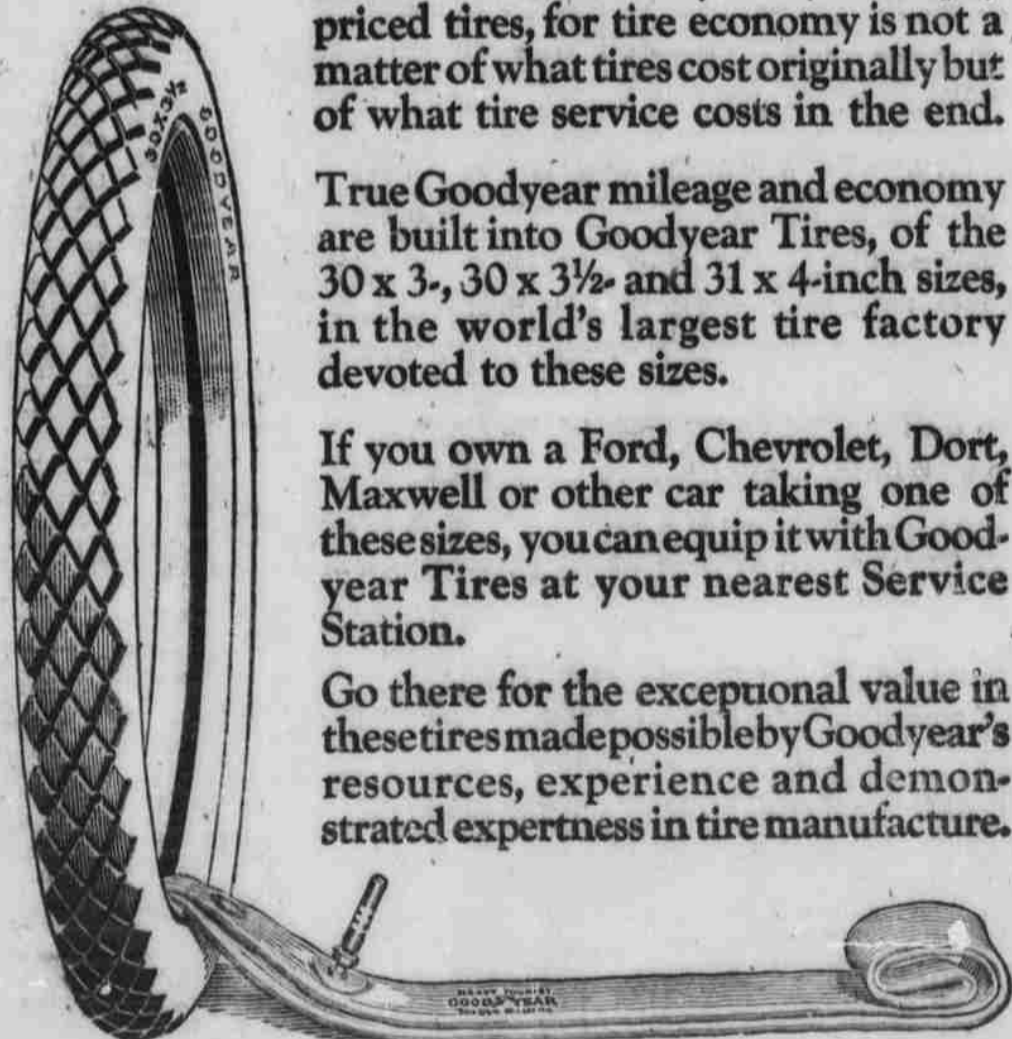 priced tires, for tire economy is not a
matter of what tires cost originally but
of what tire service costs in the end.
True Goodyear mileage and economy
are built into Goodyear Tires, of the
30 x 3-, 30 x 3½- and 31 x 4-inch sizes,
in the world's largest tire factory
devoted to these sizes.
If you own a Ford, Chevrolet, Dort,
Maxwell or other car taking one of
these sizes, you can equip it with Good-
year Tires at your nearest Service
Station.
Go there for the exceptional value in
these tires made possible by Goodyear's
resources, experience and demon-
strated expertness in tire manufacture.
30X3½ GOODYEAR
HEAVY TOURIST
GOODYEAR